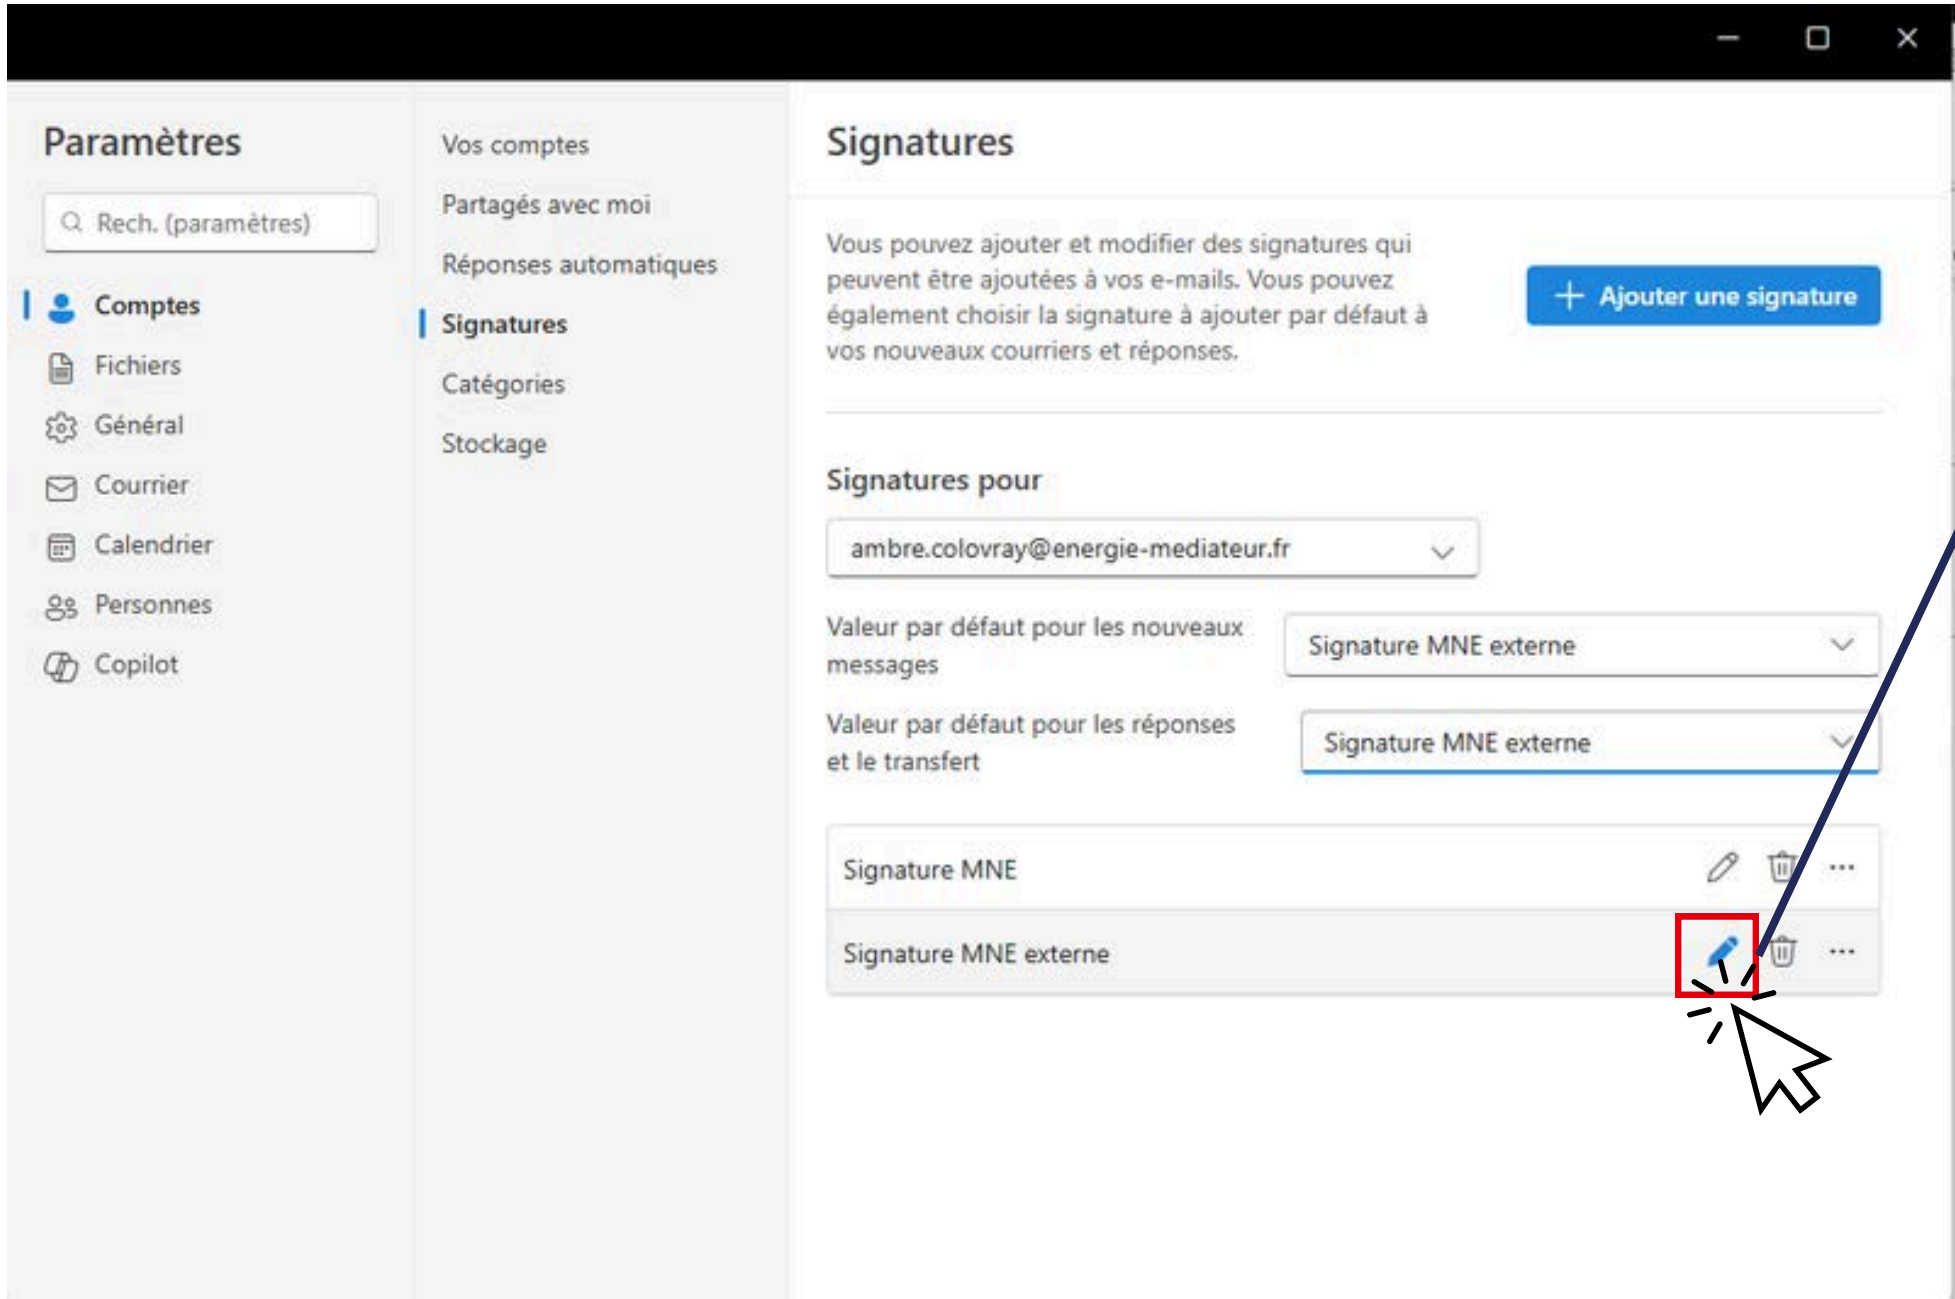 Paramètres
Rech. (paramètres)
Comptes
Fichiers
Général
Courrier
Calendrier
Personnes
Copilot
Vos comptes
Partagés avec moi
Réponses automatiques
Signatures
Catégories
Stockage
Signatures
Vous pouvez ajouter et modifier des signatures qui
peuvent être ajoutées à vos e-mails. Vous pouvez
également choisir la signature à ajouter par défaut à
vos nouveaux courriers et réponses.
Ajouter une signature
Signatures pour
ambre.colovray@energie-mediateur.fr
Valeur par défaut pour les nouveaux
messages
Signature MNE externe
Valeur par défaut pour les réponses
et le transfert
Signature MNE externe
Signature MNE
Signature MNE externe